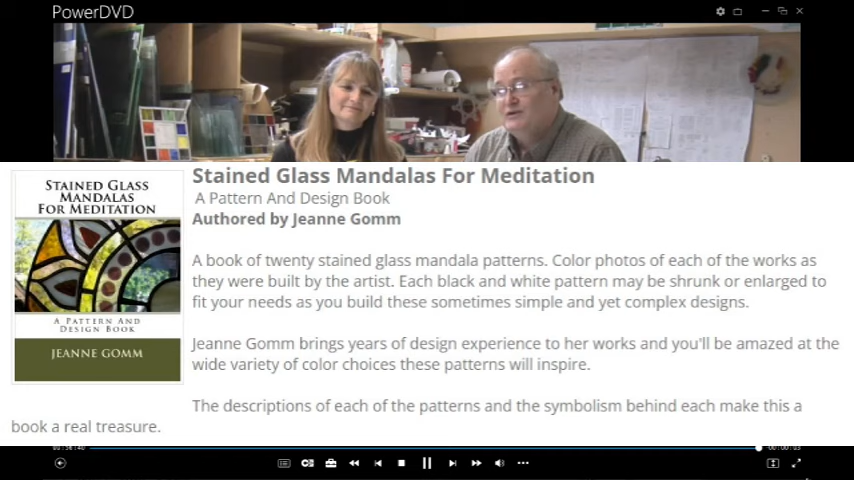 PowerDVD
Stained Glass Mandalas For Meditation
A Pattern And Design Book
Authored by Jeanne Gomm
STAINED GLASS
MANDALAS
FOR MEDITATION
A PATTERN AND
DESIGN BOOK
JEANNE GOMM
A book of twenty stained glass mandala patterns. Color photos of each of the works as
they were built by the artist. Each black and white pattern may be shrunk or enlarged to
fit your needs as you build these sometimes simple and yet complex designs.
Jeanne Gomm brings years of design experience to her works and you'll be amazed at the
wide variety of color choices these patterns will inspire.
The descriptions of each of the patterns and the symbolism behind each make this a
book a real treasure.